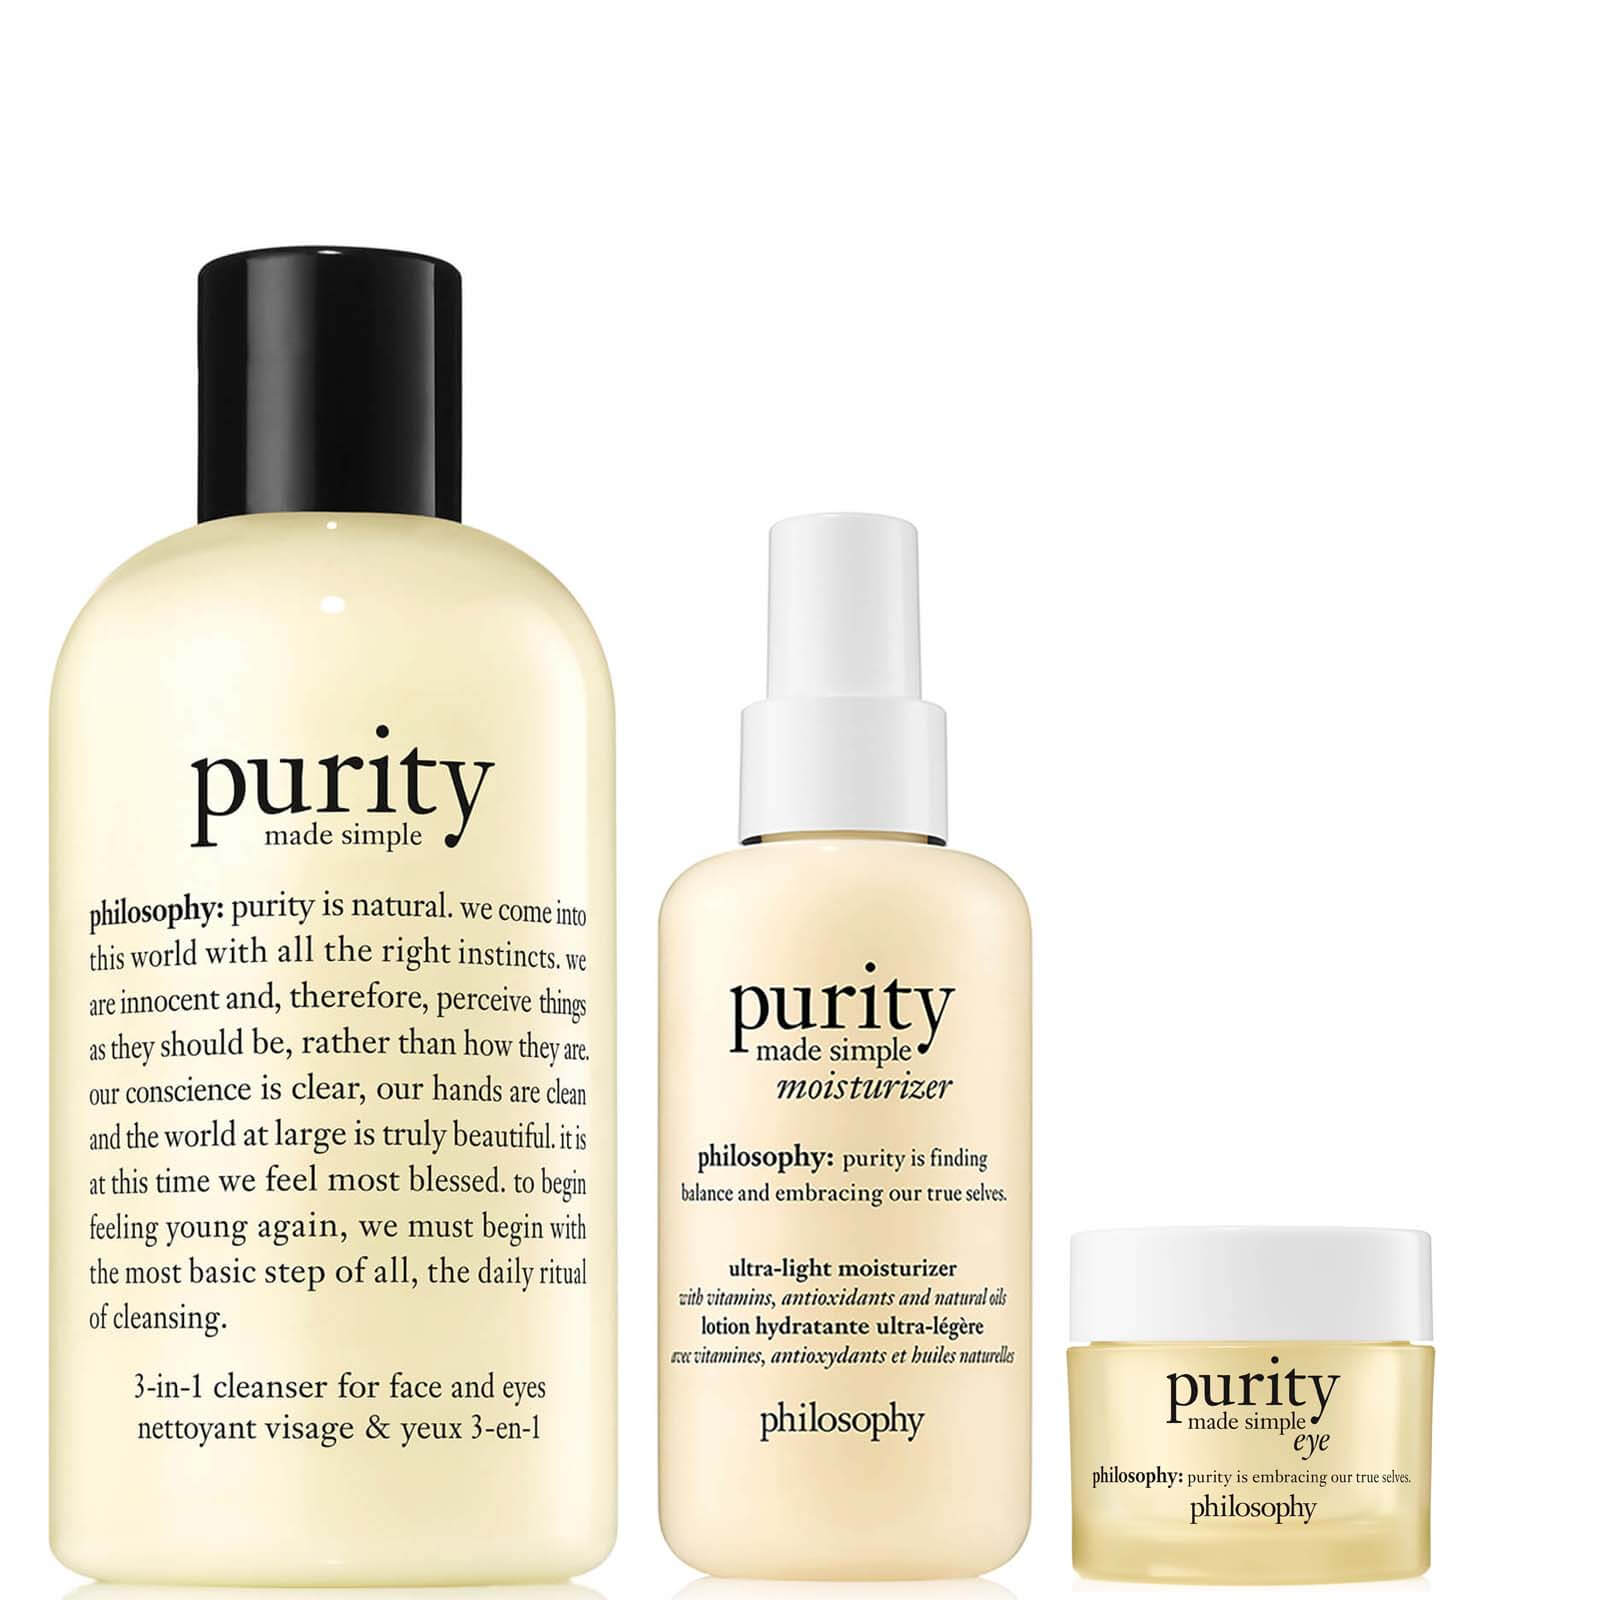 purity
made simple
philosophy: purity is natural. we come into
this world with all the right instincts. we
are innocent and, therefore, perceive things
as they should be, rather than how they are.
our conscience is clear, our hands are clean
and the world at large is truly beautiful. it is
at this time we feel most blessed. to begin
feeling young again, we must begin with
the most basic step of all, the daily ritual
of cleansing.
3-in-1 cleanser for face and eyes
nettoyant visage & yeux 3-en-1
purity
made simple
moisturizer
philosophy: purity is finding
balance and embracing our true selves.
ultra-light moisturizer
with vitamins, antioxidants and natural oils
lotion hydratante ultra-légère
avec vitamines, antioxydants et huiles naturelles
philosophy
purity
made simple
eye
philosophy: purity is embracing our true selves.
philosophy